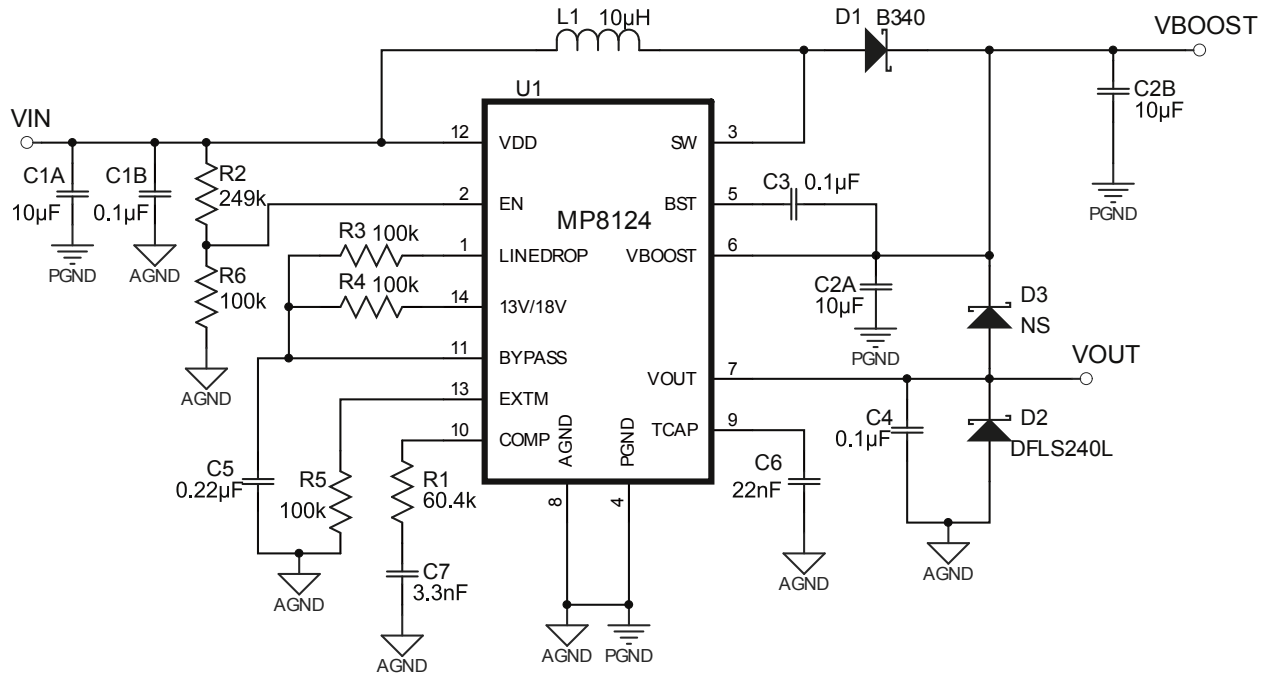 L1 10µH
D1 B340
VBOOST
C2B
10µF
PGND
U1
VIN
12 VDD
SW 3
C1A
10µF
PGND
C1B
0.1µF
AGND
R2
249k
2 EN
BST 5
C3 0.1µF
MP8124
R3 100k
1 LINEDROP
VBOOST 6
R6
100k
AGND
R4 100k
14 13V/18V
C2A
10µF
PGND
D3
NS
11 BYPASS
VOUT 7
VOUT
13 EXTM
TCAP 9
C4
0.1µF
D2
DFLS240L
AGND
10 COMP
AGND
PGND
8
4
C5
0.22µF
R5
100k
AGND
R1
60.4k
C7
3.3nF
AGND
C6
22nF
AGND
AGND
PGND